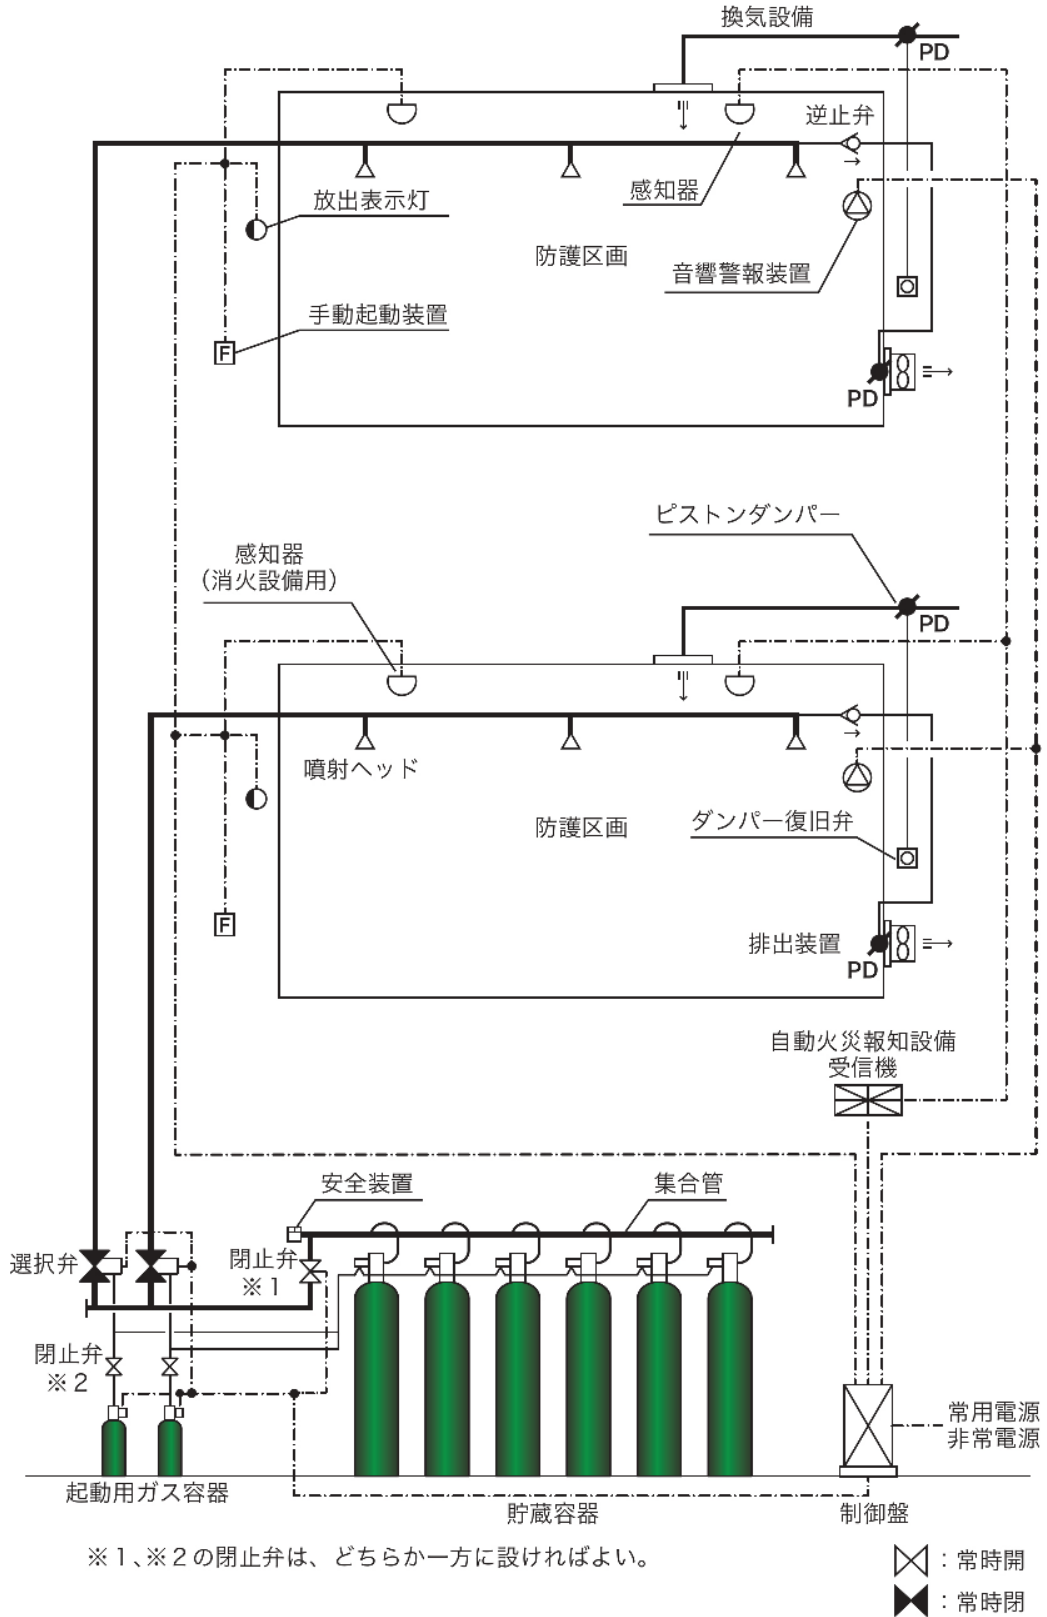 換気設備
PD
逆止弁
放出表示灯
感知器
防護区画
音響警報装置
手動起動装置
F
PD
ピストンダンパー
感知器
(消火設備用)
PD
噴射ヘッド
防護区画
ダンパー復旧弁
F
排出装置
PD
自動火災報知設備
受信機
安全装置
集合管
選択弁
閉止弁
※1
閉止弁
※2
常用電源
非常電源
起動用ガス容器
貯蔵容器
制御盤
※1、※2の閉止弁は、どちらか一方に設ければよい。
:常時開
:常時閉